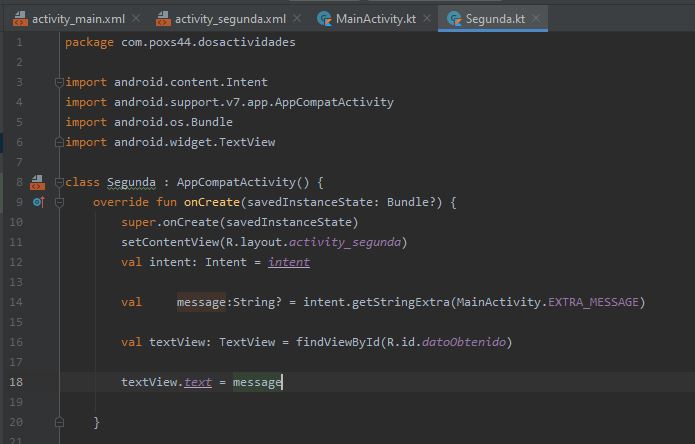 activity_main.xml activity_segunda.xml MainActivity.kt Segunda.kt
1 package com.poxs44.dosactividades
2
3 import android.content.Intent
4 import android.support.v7.app.AppCompatActivity
5 import android.os.Bundle
6 import android.widget.TextView
7
8 class Segunda : AppCompatActivity() {
9 override fun onCreate(savedInstanceState: Bundle?) {
10 super.onCreate(savedInstanceState)
11 setContentView(R.layout.activity_segunda)
12 val intent: Intent = intent
13
14 val message:String? = intent.getStringExtra(MainActivity.EXTRA_MESSAGE)
15
16 val textView: TextView = findViewById(R.id.datoObtenido)
17
18 textView.text = message
19
20 }
21